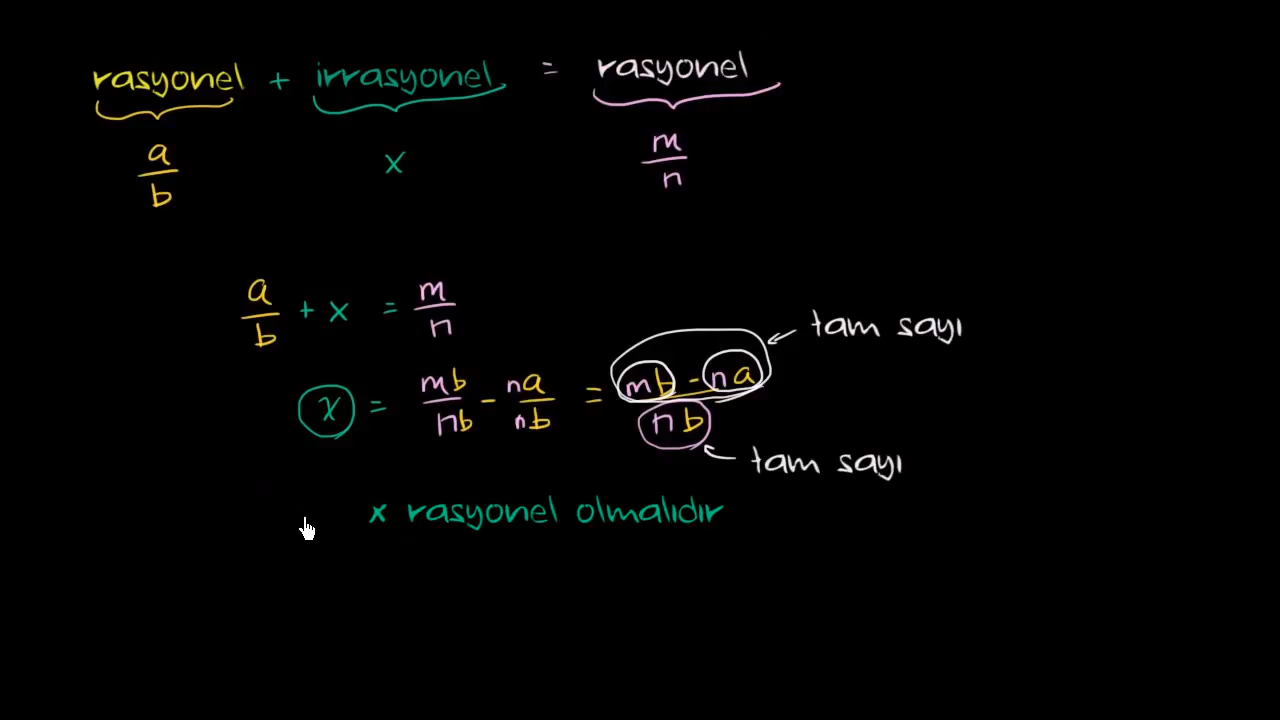 rasyonel + irrasyonel = rasyonel
a/b x m/n
a/b + x = m/n
tam sayı
x = mb/nb - na/nb = mb - na/nb
tam sayı
x rasyonel olmalıdır